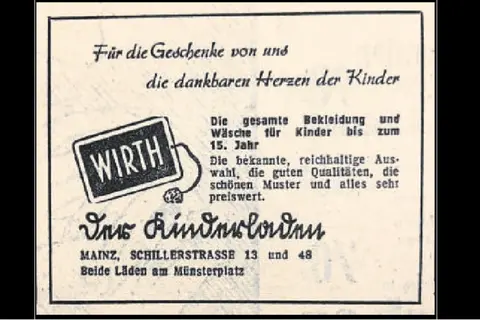 Für die Geschenke von uns
die dankbaren Herzen der Kinder
Die gesamte Bekleidung und
Wäsche für Kinder bis zum
15. Jahr
Die bekannte, reichhaltige Aus-
wahl, die guten Qualitäten, die
schönen Muster und alles sehr
preiswert.
WIRTH
Der Kinderladen
MAINZ, SCHILLERSTRASSE 13 und 48
Beide Läden am Münsterplatz